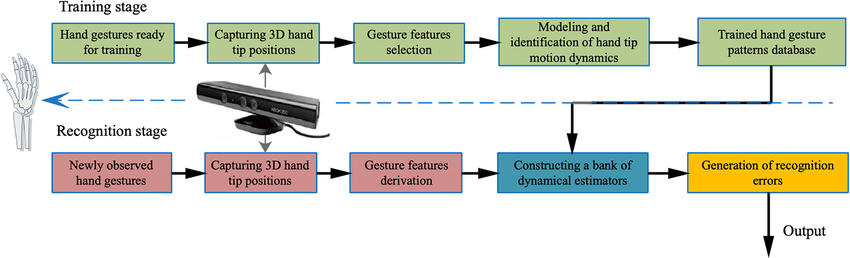 Training stage
Hand gestures ready
for training
Capturing 3D hand
tip positions
Gesture features
selection
Modeling and
identification of hand tip
motion dynamics
Trained hand gesture
patterns database
XBOX 360
Recognition stage
Newly observed
hand gestures
Capturing 3D hand
tip positions
Gesture features
derivation
Constructing a bank of
dynamical estimators
Generation of recognition
errors
Output